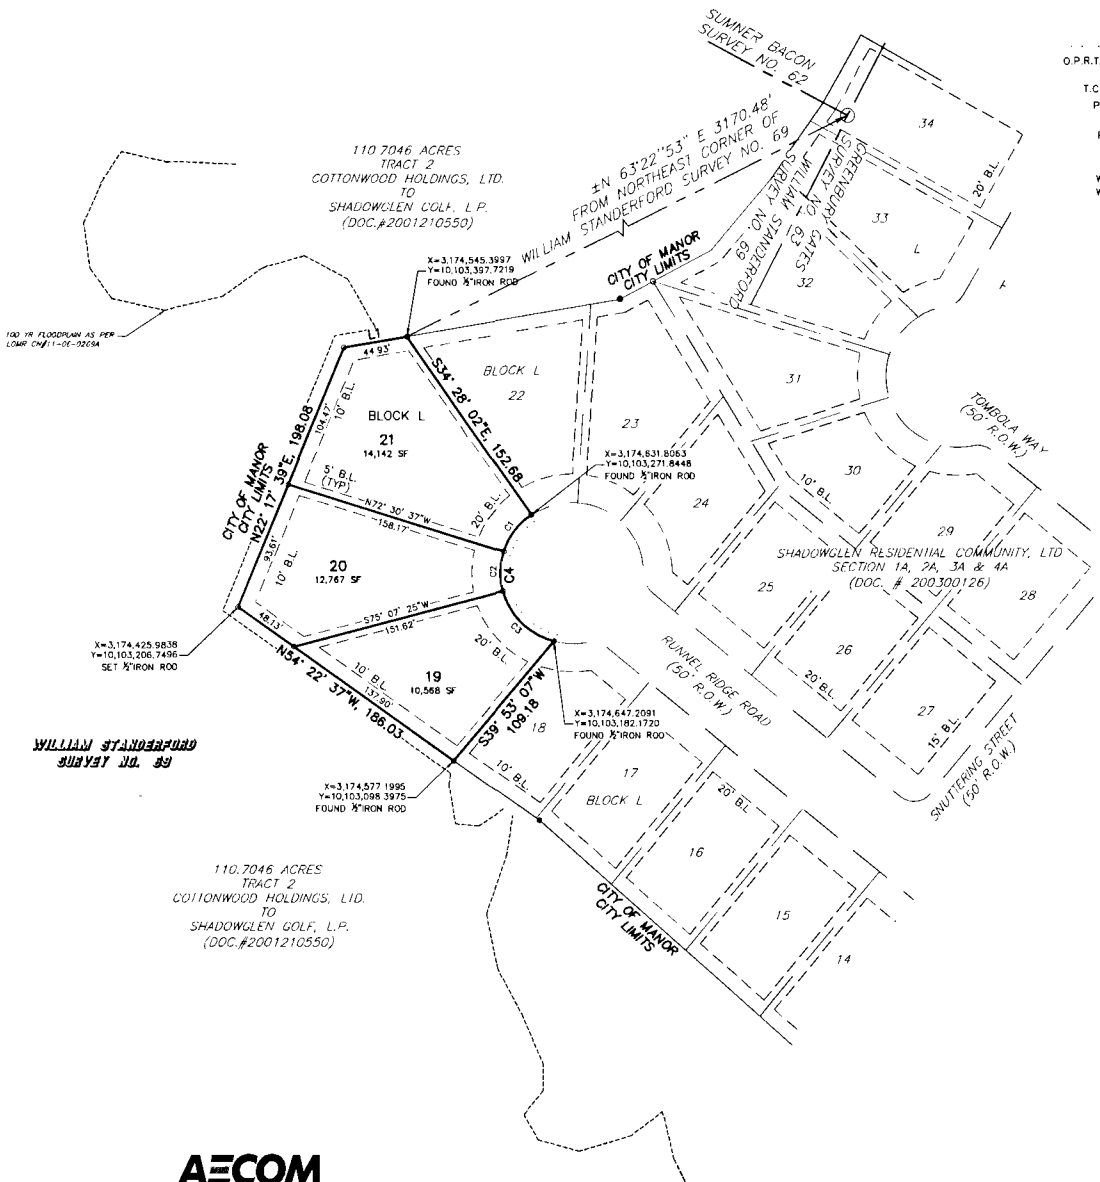 SUMNER BACON
SURVEY NO. 62
O.P.R.T.
T.C
P
±N 63°22''53" E 3170.48'
FROM NORTHEAST CORNER OF
WILLIAM STANDERFORD SURVEY NO. 69
34
20' B.L.
GREENBURY GATES
SURVEY NO. 63
WILLIAM STANDERFORD
SURVEY NO. 69
33
L
32
110.7046 ACRES
TRACT 2
COTTONWOOD HOLDINGS, LTD.
TO
SHADOWGLEN GOLF, L.P.
(DOC.#2001210550)
X=3,174,545.3997
Y=10,103,397.7219
FOUND ½"IRON ROD
CITY OF MANOR
CITY LIMITS
100 YR FLOODPLAIN AS PER
LOMR CN#11-06-0269A
L1
44.93'
S34° 28' 02"E, 152.68
BLOCK L
22
31
TOMBOLA WAY
(50' R.O.W.)
104.47'
10' B.L.
BLOCK L
21
14,142 SF
23
X=3,174,631.8063
Y=10,103,271.8448
FOUND ½"IRON ROD
CITY OF MANOR
CITY LIMITS
N22° 17' 39"E, 198.08
5' B.L.
(TYP)
N72° 30' 37"W
158.17'
20' B.L.
C1
24
30
10' B.L.
29
SHADOWGLEN RESIDENTIAL COMMUNITY, LTD
SECTION 1A, 2A, 3A & 4A
(DOC. # 200300126)
93.61'
10' B.L.
20
12,767 SF
C2
C4
25
28
48.13'
S75° 07' 25"W
151.62'
C3
26
20' B.L.
X=3,174,425.9838
Y=10,103,206.7496
SET ½"IRON ROD
N54° 22' 37"W, 186.03
20' B.L.
10' B.L.
137.90'
19
10,568 SF
S39° 53' 07"W
109.18
RUNNEL RIDGE ROAD
(50' R.O.W.)
27
15' B.L.
SNUTTERING STREET
(50' R.O.W.)
X=3,174,647.2091
Y=10,103,182.1720
FOUND ½"IRON ROD
18
10' B.L.
WILLIAM STANDERFORD
SURVEY NO. 69
X=3,174,577.1995
Y=10,103,098.3975
FOUND ½"IRON ROD
17
BLOCK L
20' B.L.
16
110.7046 ACRES
TRACT 2
COTTONWOOD HOLDINGS, LTD.
TO
SHADOWGLEN GOLF, L.P.
(DOC.#2001210550)
CITY OF MANOR
CITY LIMITS
15
14
AECOM